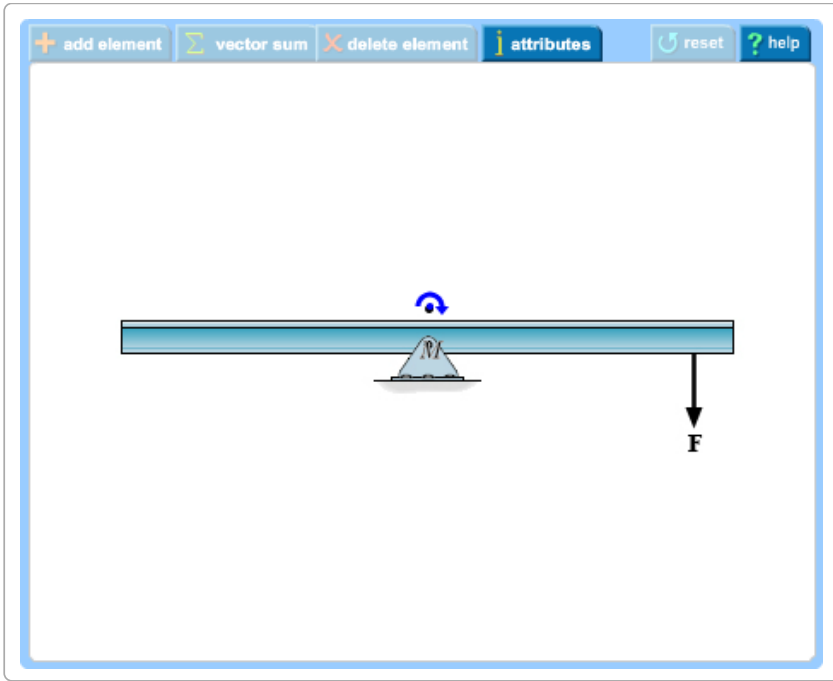 add element Σ vector sum delete element i attributes reset ? help
M
F